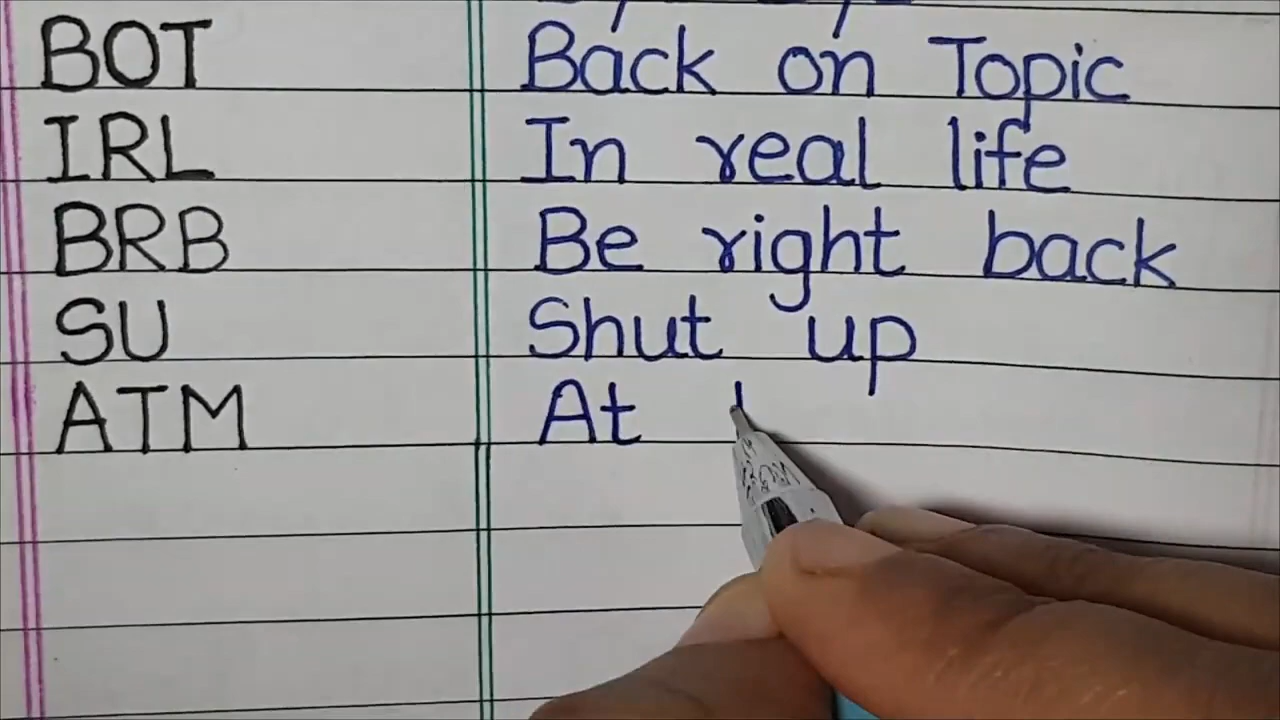 BOT Back on Topic
IRL In real life
BRB Be right back
SU Shut up
ATM At